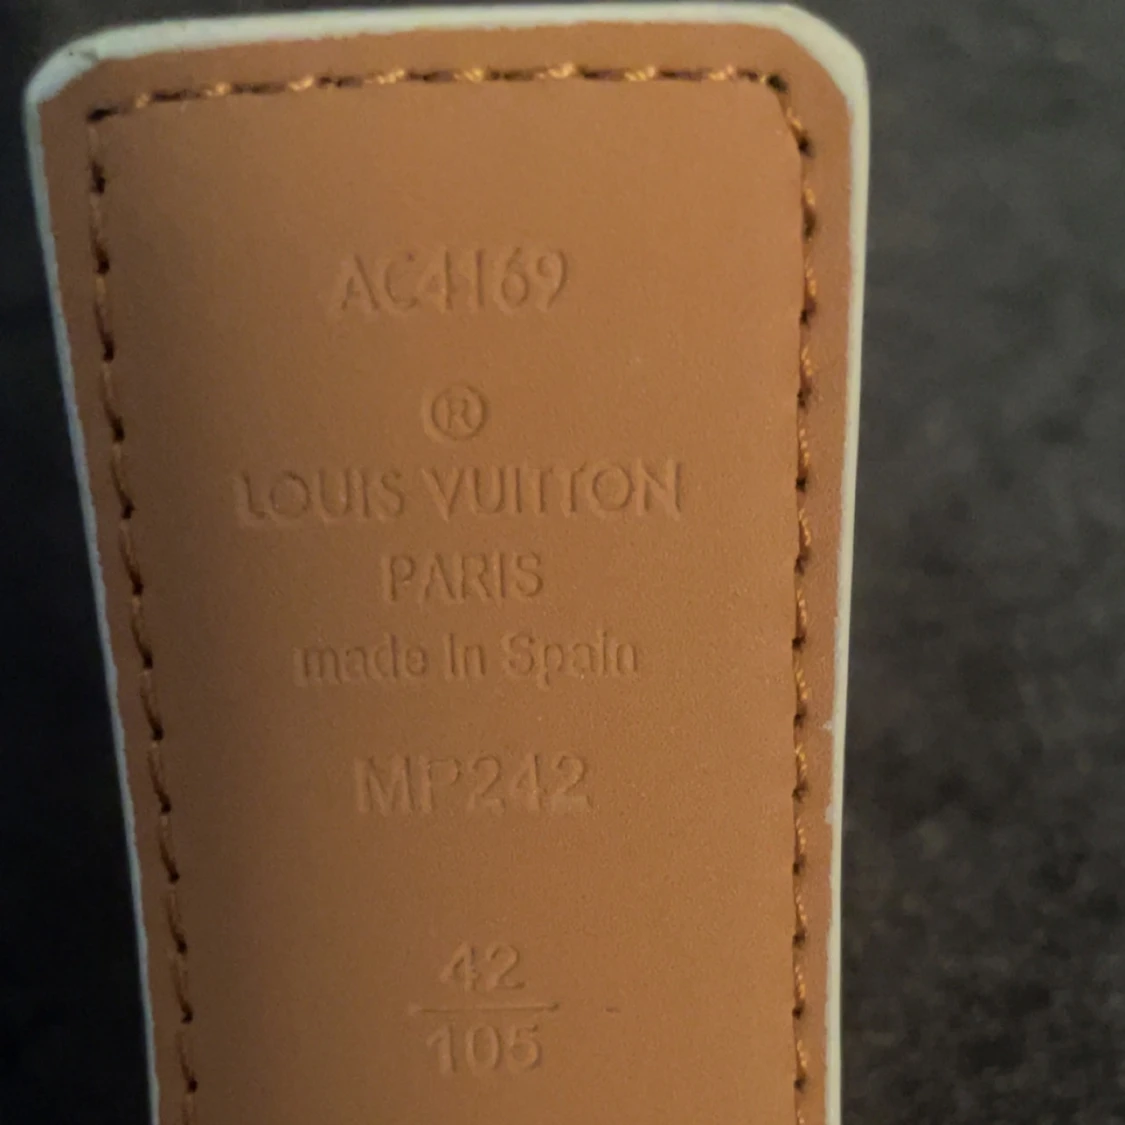 AC4169
®
LOUIS VUITTON
PARIS
made in Spain
MP242
42
105